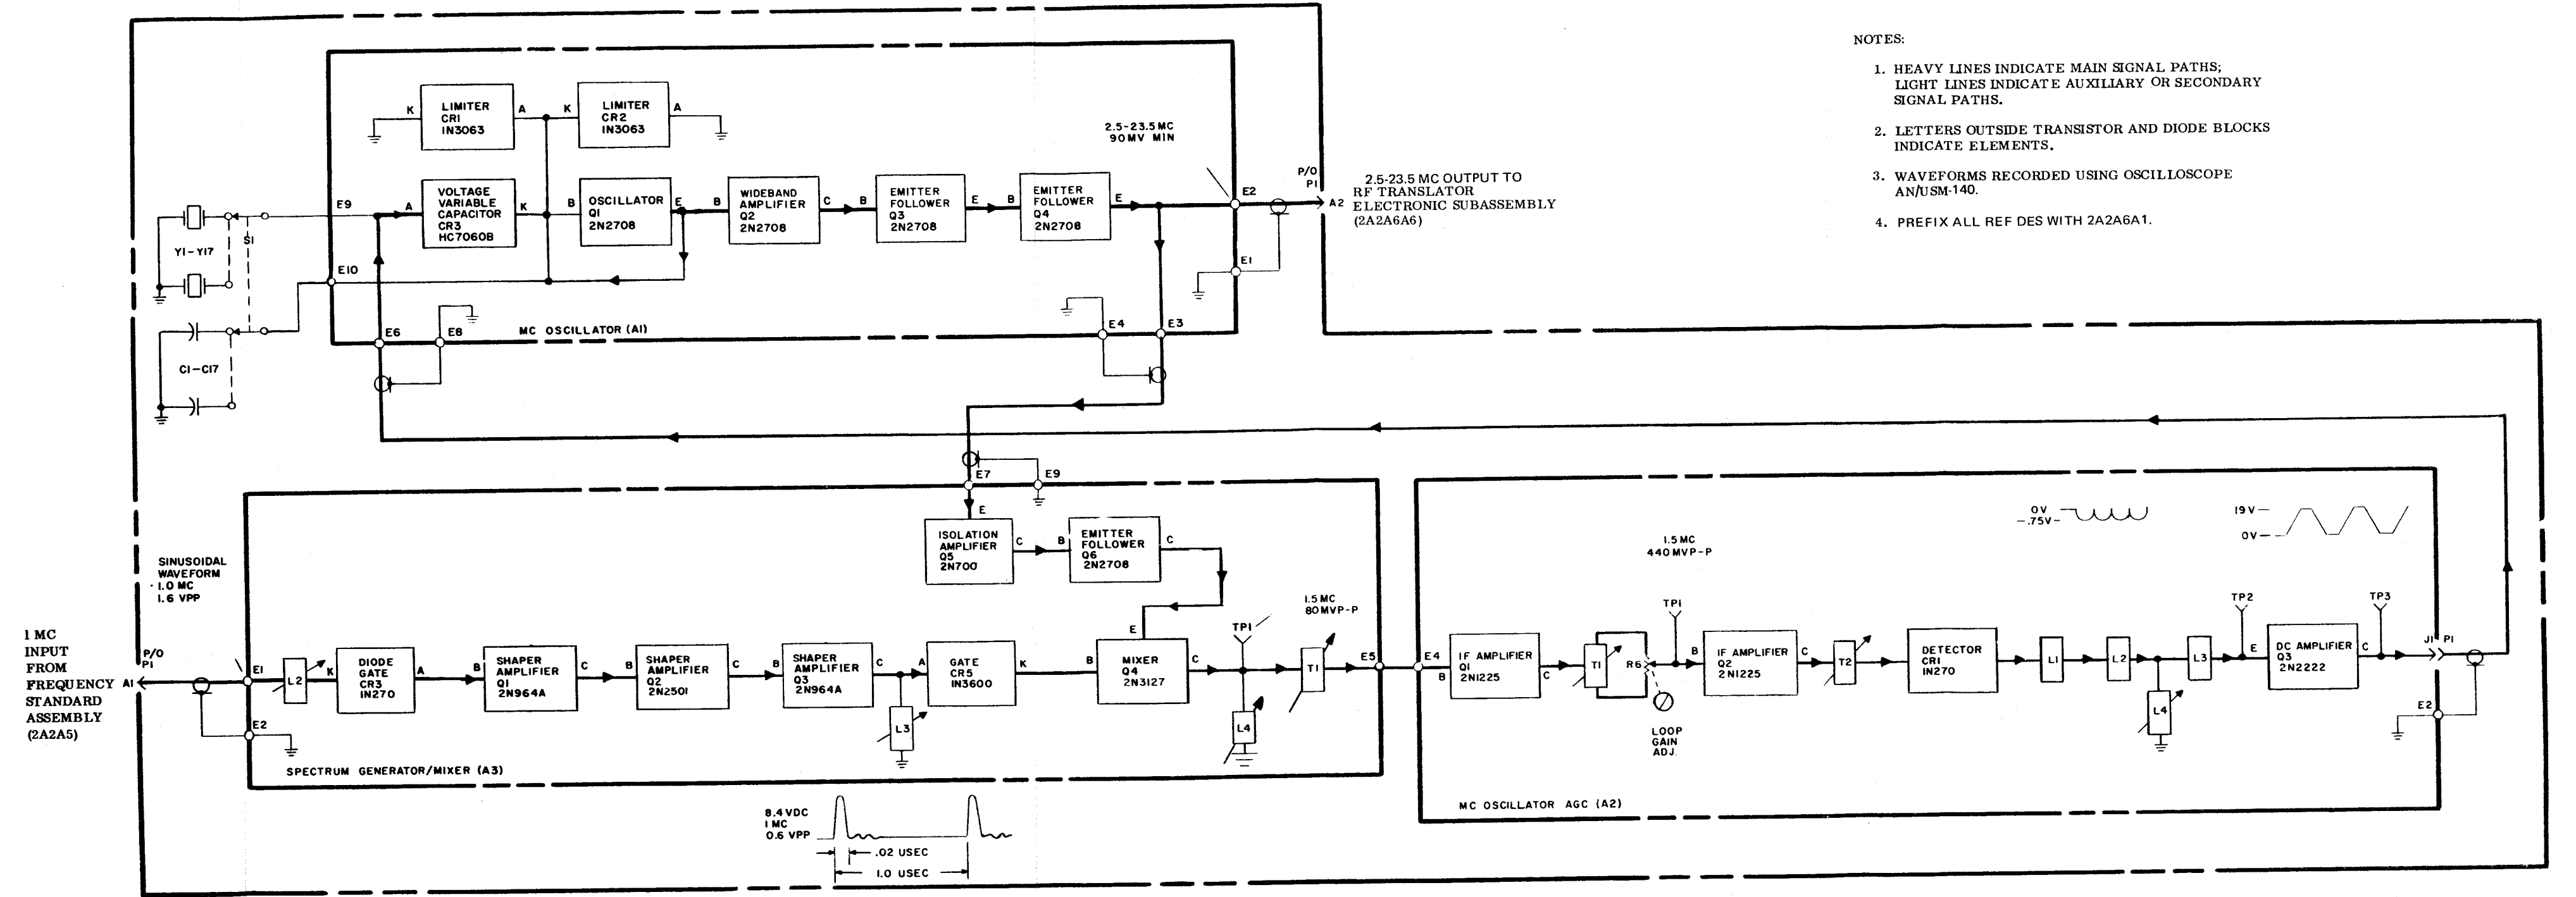 NOTES:
1. HEAVY LINES INDICATE MAIN SIGNAL PATHS;
LIGHT LINES INDICATE AUXILIARY OR SECONDARY
SIGNAL PATHS.
2. LETTERS OUTSIDE TRANSISTOR AND DIODE BLOCKS
INDICATE ELEMENTS.
3. WAVEFORMS RECORDED USING OSCILLOSCOPE
AN/USM-140.
4. PREFIX ALL REF DES WITH 2A2A6A1.
K
LIMITER
CR1
IN3063
A
K
LIMITER
CR2
IN3063
A
2.5-23.5 MC
90 MV MIN
E9
A
VOLTAGE
VARIABLE
CAPACITOR
CR3
HC7060B
K
B
OSCILLATOR
Q1
2N2708
E
B
WIDEBAND
AMPLIFIER
Q2
2N2708
C
B
EMITTER
FOLLOWER
Q3
2N2708
E
B
EMITTER
FOLLOWER
Q4
2N2708
E
E2
P/O
P1
A2
2.5-23.5 MC OUTPUT TO
RF TRANSLATOR
ELECTRONIC SUBASSEMBLY
(2A2A6A6)
S1
Y1-Y17
E10
E1
C1-C17
E6
E8
MC OSCILLATOR (A1)
E4
E3
E7
E9
E
ISOLATION
AMPLIFIER
Q5
2N700
C
B
EMITTER
FOLLOWER
Q6
2N2708
C
SINUSOIDAL
WAVEFORM
1.0 MC
1.6 VPP
1 MC
INPUT
FROM
FREQUENCY
STANDARD
ASSEMBLY
(2A2A5)
P/O
P1
A1
E1
L2
K
DIODE
GATE
CR3
IN270
A
B
SHAPER
AMPLIFIER
Q1
2N964A
C
B
SHAPER
AMPLIFIER
Q2
2N2501
C
B
SHAPER
AMPLIFIER
Q3
2N964A
C
L3
A
GATE
CR5
IN3600
K
B
E
MIXER
Q4
2N3127
C
TP1
L4
1.5 MC
80 MVP-P
T1
E5
E2
SPECTRUM GENERATOR/MIXER (A3)
8.4 VDC
1 MC
0.6 VPP
.02 USEC
1.0 USEC
E4
B
IF AMPLIFIER
Q1
2N1225
C
T1
R6
LOOP
GAIN
ADJ.
1.5 MC
440 MVP-P
TP1
B
IF AMPLIFIER
Q2
2N1225
C
T2
DETECTOR
CR1
IN270
L1
L2
L4
L3
0V
-.75V
TP2
E
DC AMPLIFIER
Q3
2N2222
C
19V
0V
TP3
J1
P1
E2
MC OSCILLATOR AGC (A2)